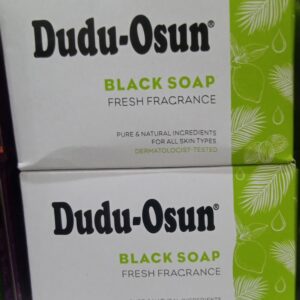 Dudu-Osun®
BLACK SOAP
FRESH FRAGRANCE
PURE & NATURAL INGREDIENTS
FOR ALL SKIN TYPES
DERMATOLOGIST-TESTED
Dudu-Osun®
BLACK SOAP
FRESH FRAGRANCE